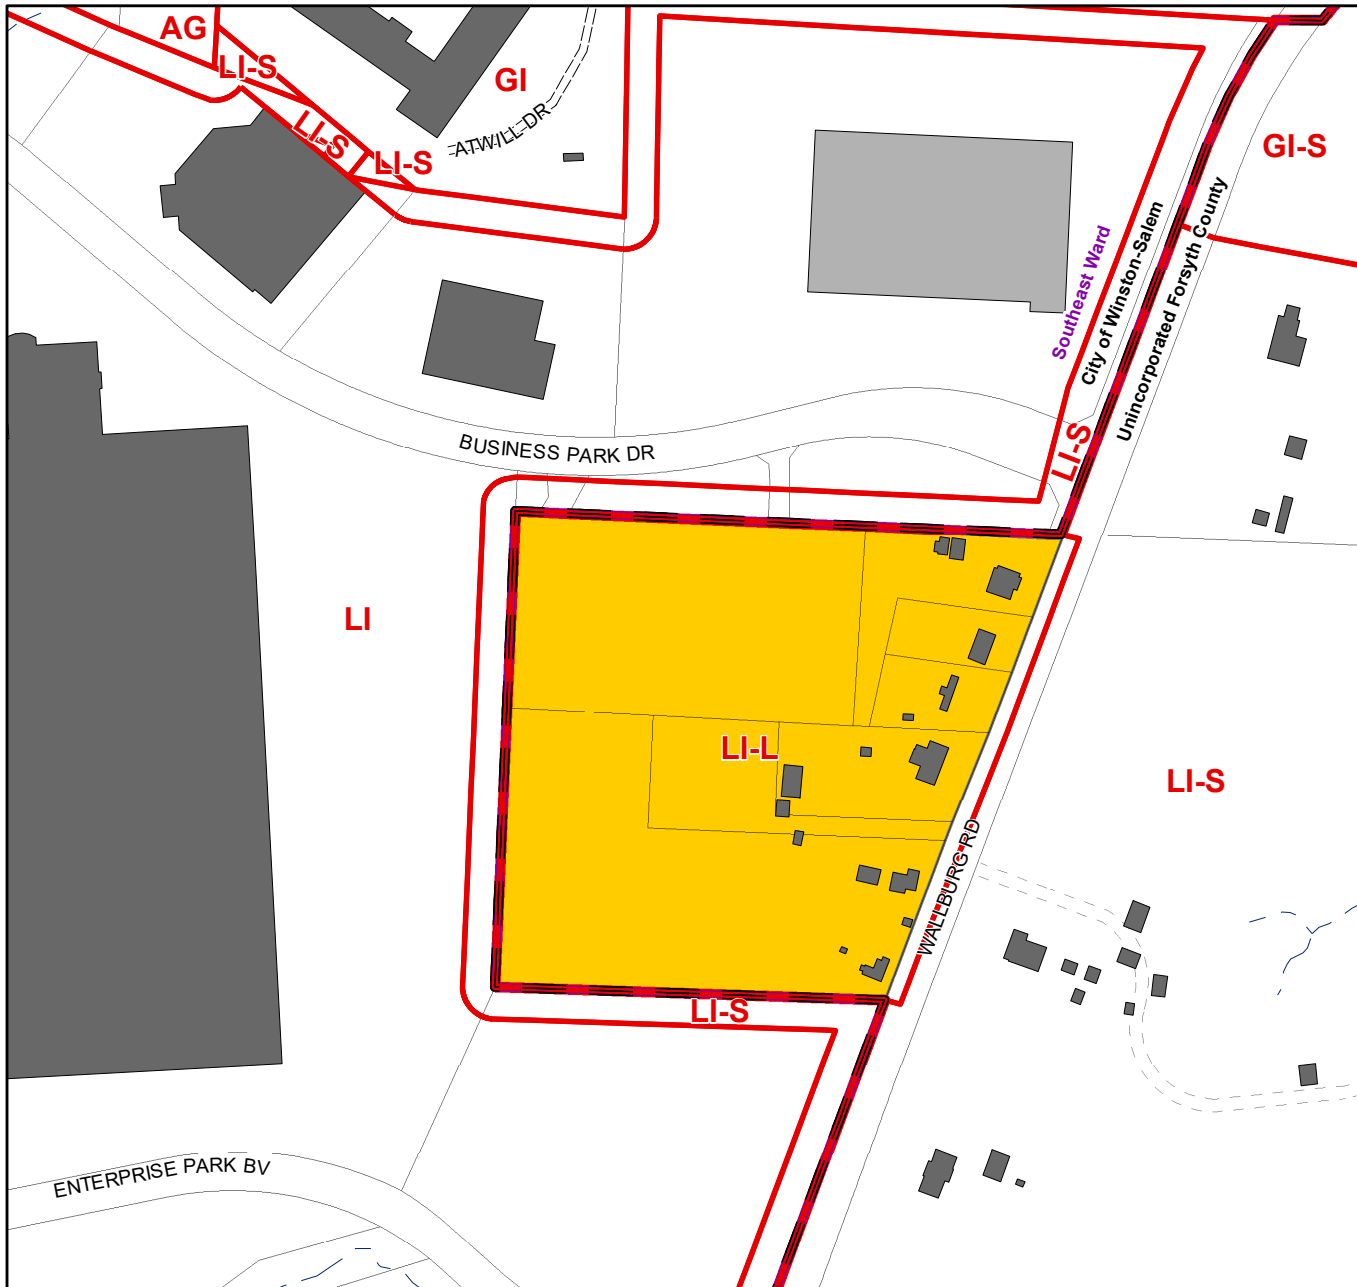 AG
LI-S
GI
LI-S
LI-S
ATWILL DR
GI-S
Southeast Ward
City of Winston-Salem
Unincorporated Forsyth County
BUSINESS PARK DR
LI-S
LI
LI-L
LI-S
WALLBURG RD
LI-S
ENTERPRISE PARK BV